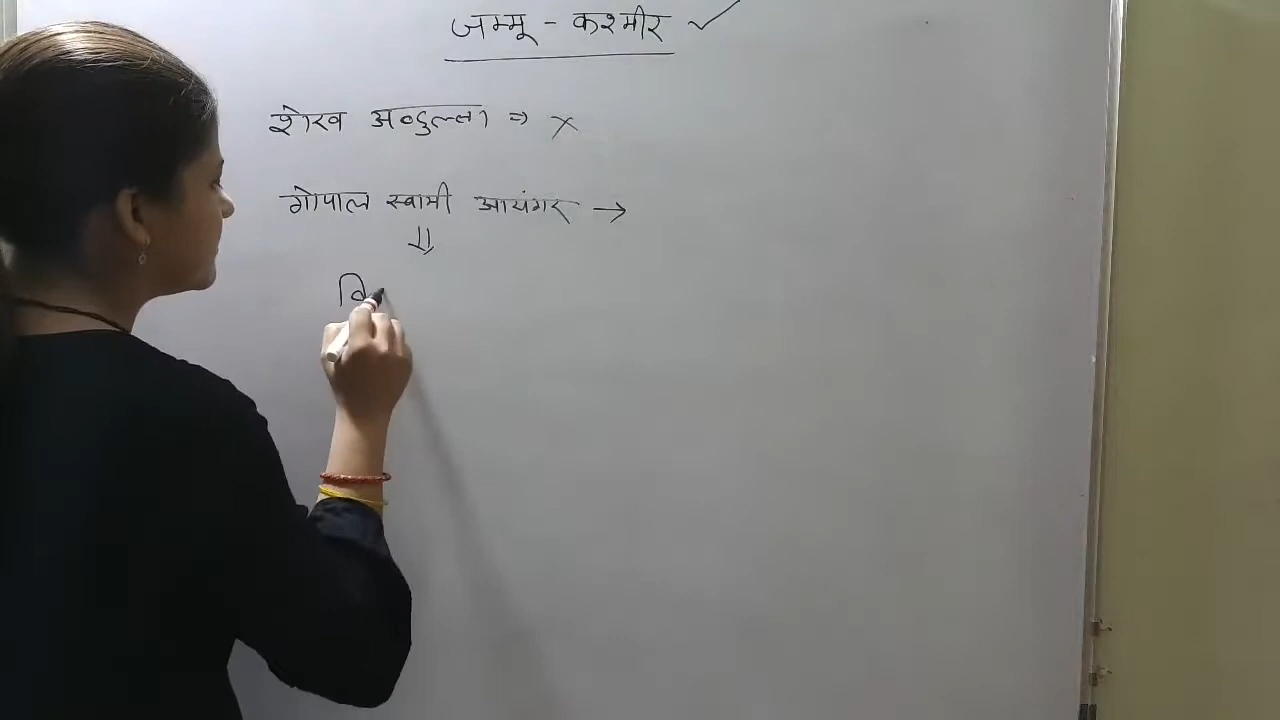 जम्मू - कश्मीर ✓
शेख अब्दुल्ला ⇒ ×
गोपाल स्वामी आयंगर →
⇓
वि